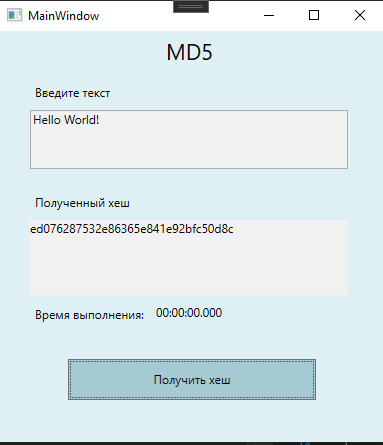 MainWindow
MD5
Введите текст
Hello World!
Полученный хеш
ed076287532e86365e841e92bfc50d8c
Время выполнения: 00:00:00.000
Получить хеш